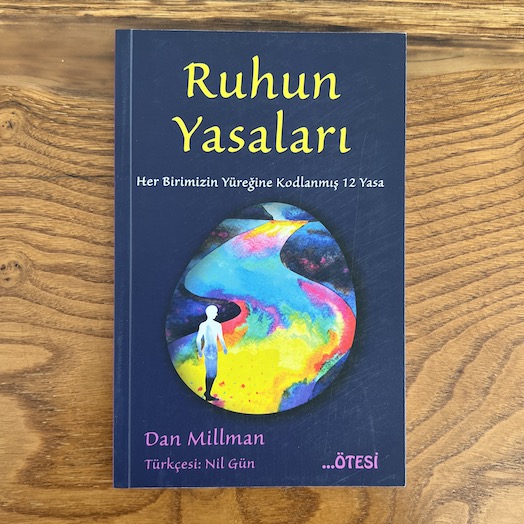 Ruhun
Yasaları
Her Birimizin Yüreğine Kodlanmış 12 Yasa
Dan Millman
Türkçesi: Nil Gün
...ÖTESİ